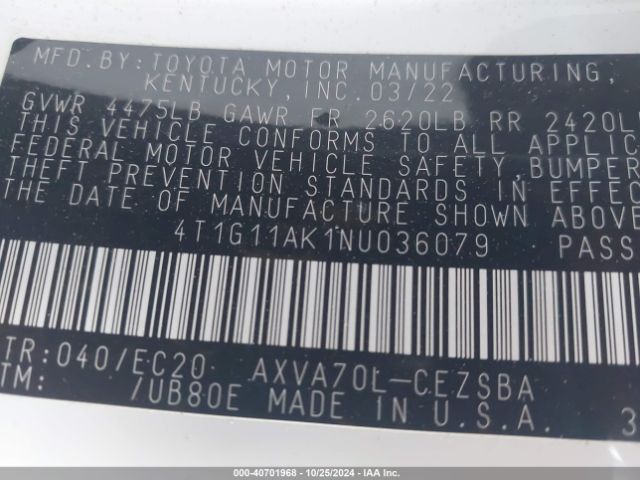 MFD.BY:TOYOTA MOTOR MANUFACTURING,
KENTUCKY,INC.03/22
GVWR 4475LB GAWR FR 2620LB RR 2420L
THIS VEHICLE CONFORMS TO ALL APPLIC
FEDERAL MOTOR VEHICLE SAFETY,BUMPER
THEFT PREVENTION STANDARDS IN EFFEC
THE DATE OF MANUFACTURE SHOWN ABOVE
4T1G11AK1NU036079 PASS
TR:040/EC20 AXVA70L-CEZSBA
TM: /UB80E MADE IN U.S.A. 3
000-40701968 | 10/25/2024 - IAA Inc.